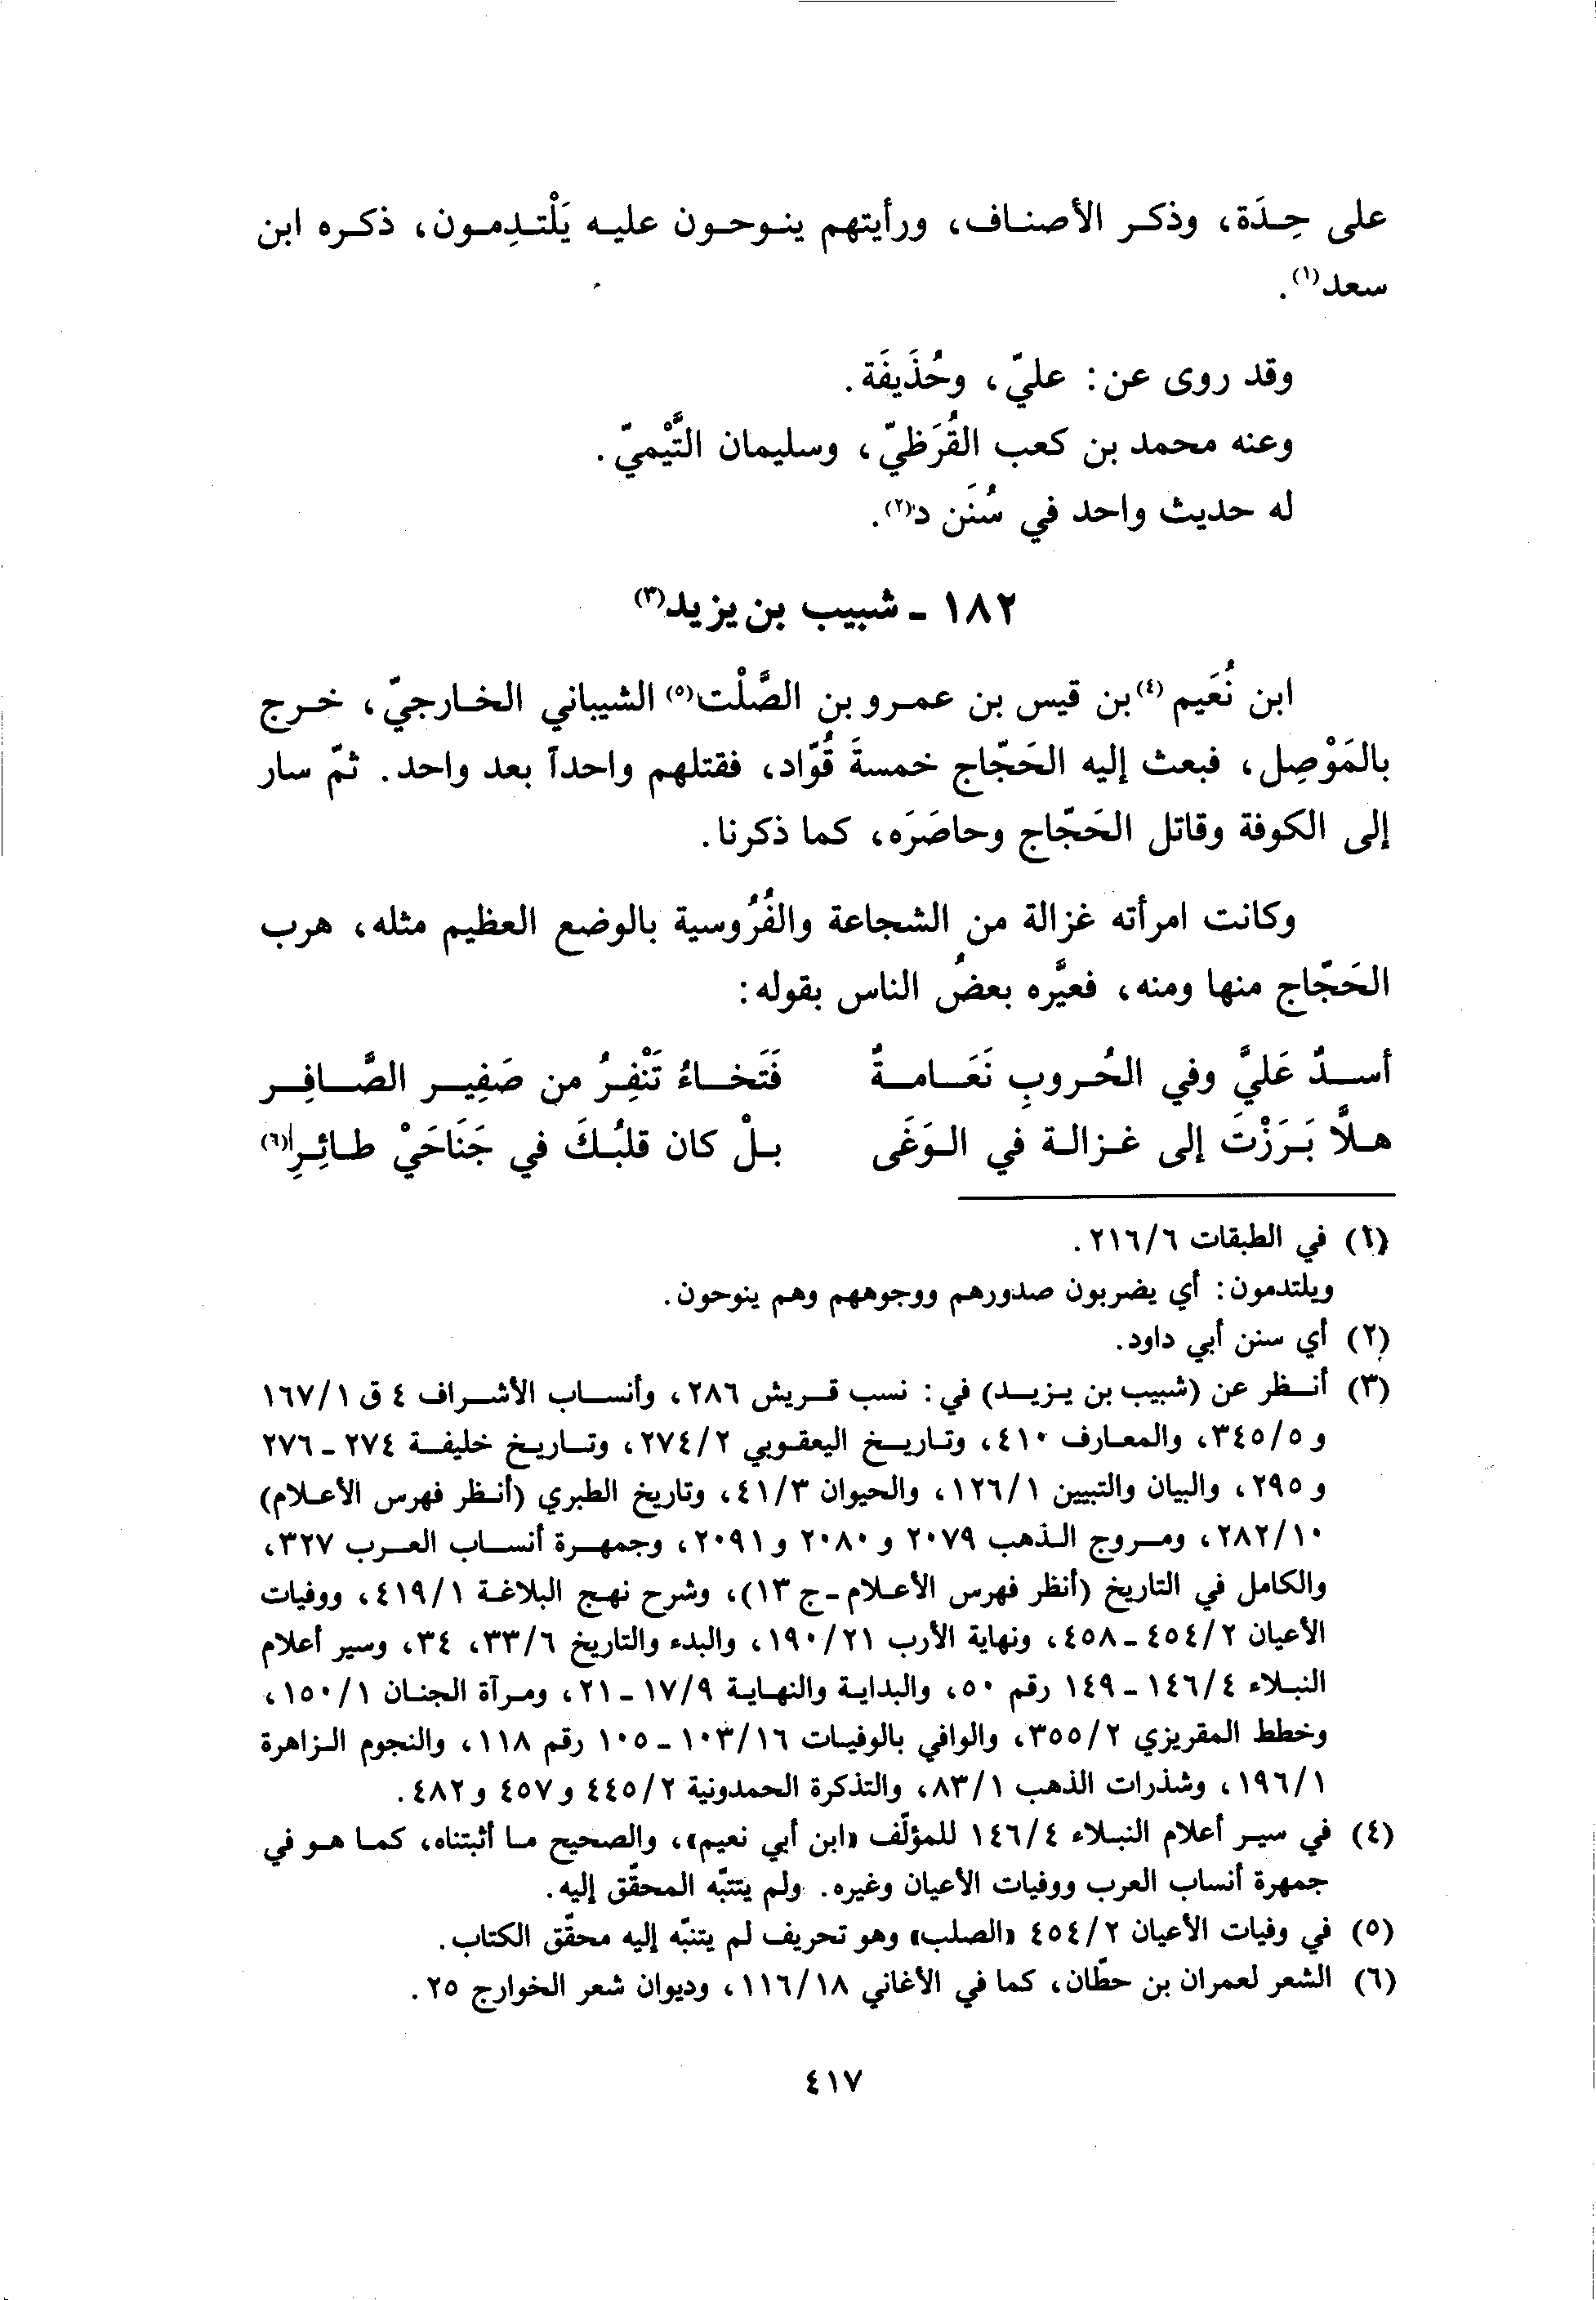 على حِدَة، وذكر الأصناف، ورأيتهم ينوحون عليه يَلْتدِمون، ذكره ابن
سعد(١).
وقد روى عن: عليّ، وحُذَيفَة.
وعنه محمد بن كعب القُرَظيّ، وسليمان التَّيْميّ.
له حديث واحد في سُنَن د(٢).
١٨٢ ـ شبيب بن يزيد(٣)
ابن نُعَيم(٤) بن قيس بن عمرو بن الصَّلْت(٥) الشيباني الخارجيّ، خرج
بالمَوْصِل، فبعث إليه الحَجّاج خمسةَ قُوّاد، فقتلهم واحداً بعد واحد. ثمّ سار
إلى الكوفة وقاتل الحَجّاج وحاصَرَه، كما ذكرنا.
وكانت امرأته غزالة من الشجاعة والفُرُوسية بالوضع العظيم مثله، هرب
الحَجّاج منها ومنه، فعيَّره بعضُ الناس بقوله:
أسدٌ عَليَّ وفي الحُروبِ نَعَامةٌ فَتَخاءُ تَنْفِرُ من صَفِير الصَّافِر
هلاَّ بَرَزْتَ إلى غزالة في الوَغَى بلْ كان قلبُكَ في جَنَاحَيْ طائِرِ(٦)
(١) في الطبقات ٢١٦/٦.
ويلتدمون: أي يضربون صدورهم ووجوههم وهم ينوحون.
(٢) أي سنن أبي داود.
(٣) أنظر عن (شبيب بن يزيد) في: نسب قريش ٢٨٦، وأنساب الأشراف ٤ ق ١٦٧/١
و ٣٤٥/٥، والمعارف ٤١٠، وتاريخ اليعقوبي ٢٧٤/٢، وتاريخ خليفة ٢٧٤ ـ ٢٧٦
و ٢٩٥، والبيان والتبيين ١٢٦/١، والحيوان ٤١/٣، وتاريخ الطبري (أنظر فهرس الأعلام)
٢٨٢/١٠، ومروج الذهب ٢٠٧٩ و ٢٠٨٠ و ٢٠٩١، وجمهرة أنساب العرب ٣٢٧،
والكامل في التاريخ (أنظر فهرس الأعلام ـ ج ١٣)، وشرح نهج البلاغة ٤١٩/١، ووفيات
الأعيان ٤٥٤/٢ ـ ٤٥٨، ونهاية الأرب ١٩٠/٢١، والبدء والتاريخ ٣٣/٦، ٣٤، وسير أعلام
النبلاء ١٤٦/٤ ـ ١٤٩ رقم ٥٠، والبداية والنهاية ١٧/٩ ـ ٢١، ومرآة الجنان ١٥٠/١،
وخطط المقريزي ٣٥٥/٢، والوافي بالوفيات ١٠٣/١٦ ـ ١٠٥ رقم ١١٨، والنجوم الزاهرة
١٩٦/١، وشذرات الذهب ٨٣/١، والتذكرة الحمدونية ٤٤٥/٢ و ٤٥٧ و ٤٨٢.
(٤) في سير أعلام النبلاء ١٤٦/٤ للمؤلّف «ابن أبي نعيم»، والصحيح ما أثبتناه، كما هو في
جمهرة أنساب العرب ووفيات الأعيان وغيره. ولم يتنبّه المحقّق إليه.
(٥) في وفيات الأعيان ٤٥٤/٢ «الصلب» وهو تحريف لم يتنبّه إليه محقّق الكتاب.
(٦) الشعر لعمران بن حطّان، كما في الأغاني ١١٦/١٨، وديوان شعر الخوارج ٢٥.
٤١٧